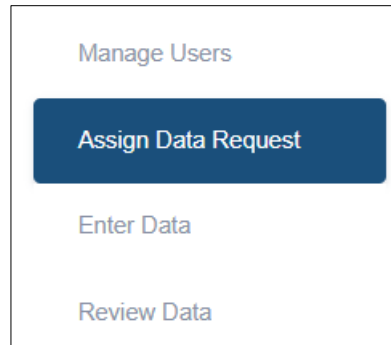 Manage Users
Assign Data Request
Enter Data
Review Data